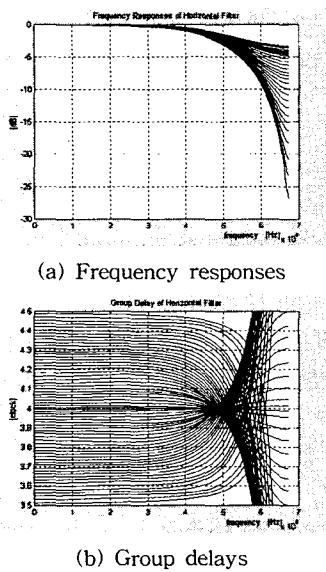 Frequency Responses of Horizontal Filter
0
-5
-10
-15
-20
-25
-30
[dB]
0 1 2 3 4 5 6 7
frequency [Hz] x 10⁶
(a) Frequency responses
Group Delay of Horizontal Filter
4.5
4.4
4.3
4.2
4.1
4
3.9
3.8
3.7
3.6
3.5
[clock]
0 1 2 3 4 5 6 7
frequency [Hz] x 10⁶
(b) Group delays